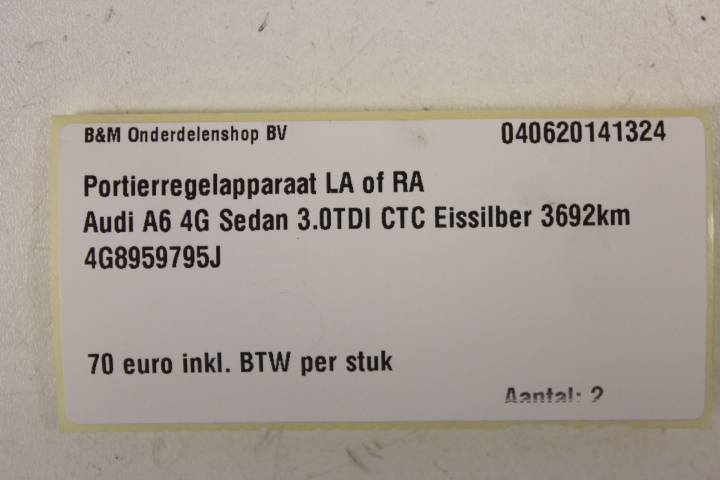 B&M Onderdelenshop BV 040620141324
Portierregelapparaat LA of RA
Audi A6 4G Sedan 3.0TDI CTC Eissilber 3692km
4G8959795J
70 euro inkl. BTW per stuk
Aantal: 2